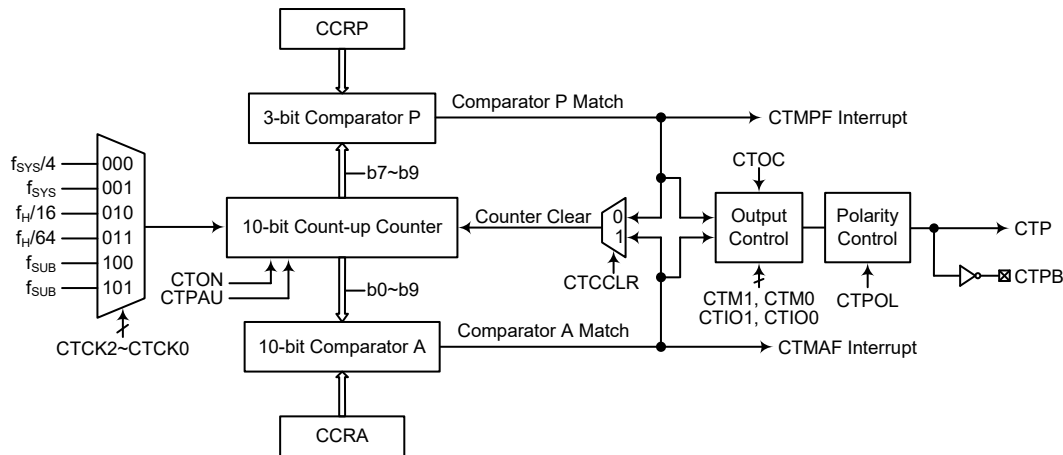 CCRP
3-bit Comparator P
Comparator P Match
CTMPF Interrupt
b7~b9
fSYS/4 000
fSYS 001
fH/16 010
fH/64 011
fSUB 100
fSUB 101
CTCK2~CTCK0
10-bit Count-up Counter
CTON
CTPAU
Counter Clear
0
1
CTCCLR
CTOC
Output
Control
CTM1, CTM0
CTIO1, CTIO0
Polarity
Control
CTPOL
CTP
CTPB
b0~b9
10-bit Comparator A
Comparator A Match
CTMAF Interrupt
CCRA